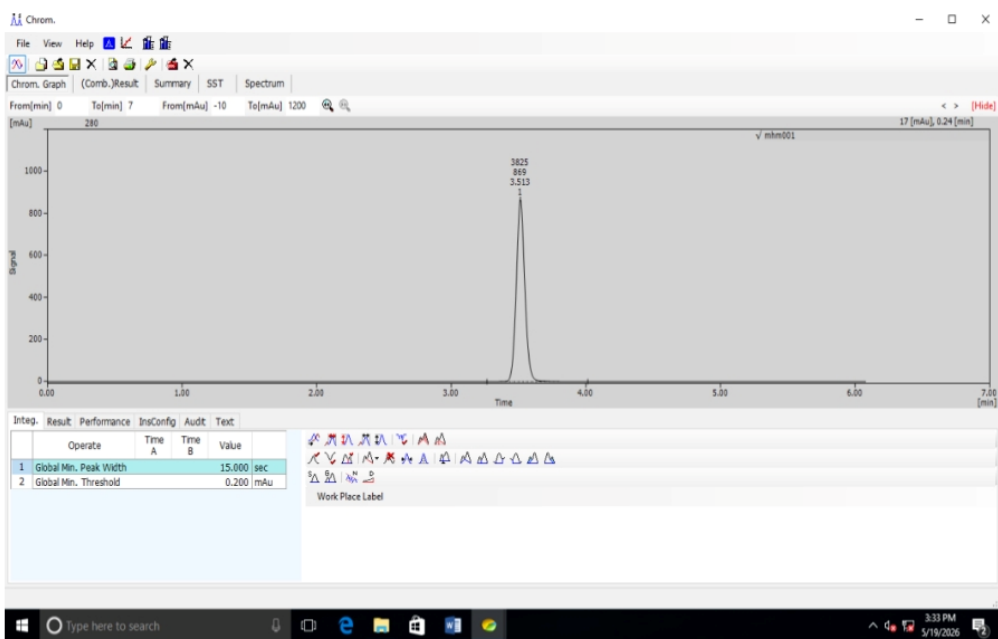 Chrom.
File View Help
Chrom. Graph (Comb.)Result Summary SST Spectrum
From[min] 0 To[min] 7 From[mAu] -10 To[mAu] 1200 < > [Hide]
[mAu] 280 17 [mAu], 0.24 [min]
√ mhm001
3825
869
3.513
1000
800
600
400
200
0
Signal
0.00 1.00 2.00 3.00 4.00 5.00 6.00 7.00
Time [min]
Integ. Result Performance InsConfig Audit Text
Operate Time A Time B Value
1 Global Min. Peak Width 15.000 sec
2 Global Min. Threshold 0.200 mAu
Work Place Label
Type here to search
3:33 PM
5/19/2026